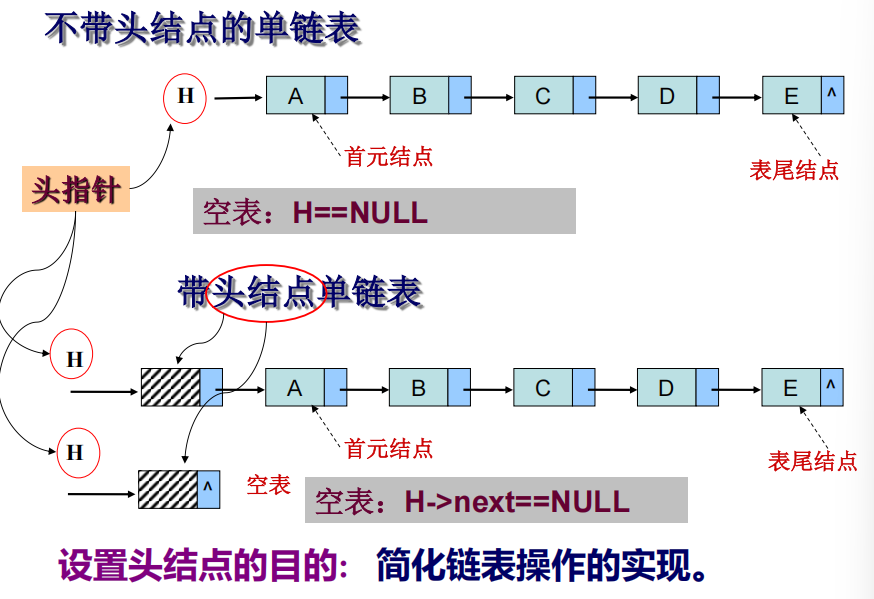 不带头结点的单链表
H A B C D E ^
首元结点
表尾结点
头指针
空表：H==NULL
带头结点单链表
H
A B C D E ^
首元结点
表尾结点
H
^
空表
空表：H->next==NULL
设置头结点的目的: 简化链表操作的实现。